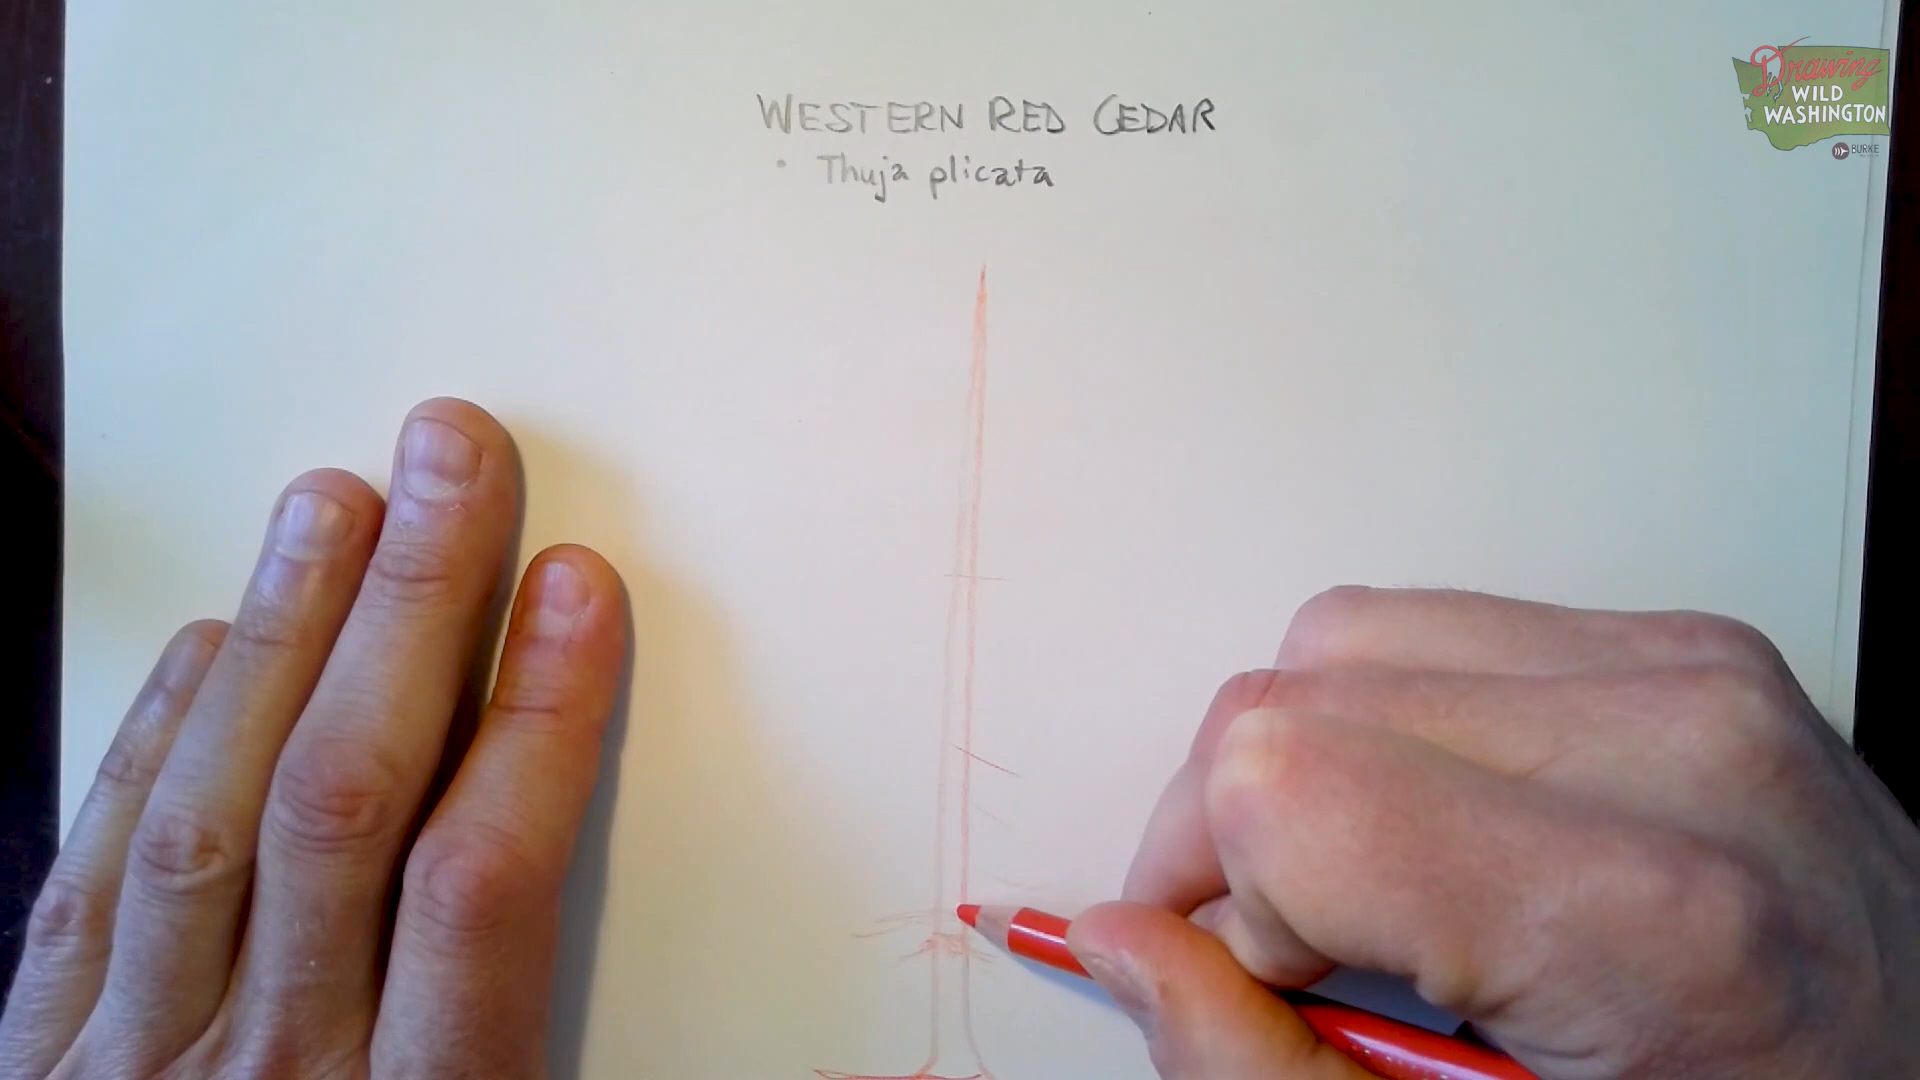 WESTERN RED CEDAR
• Thuja plicata
Drawing
WILD
WASHINGTON
BURKE